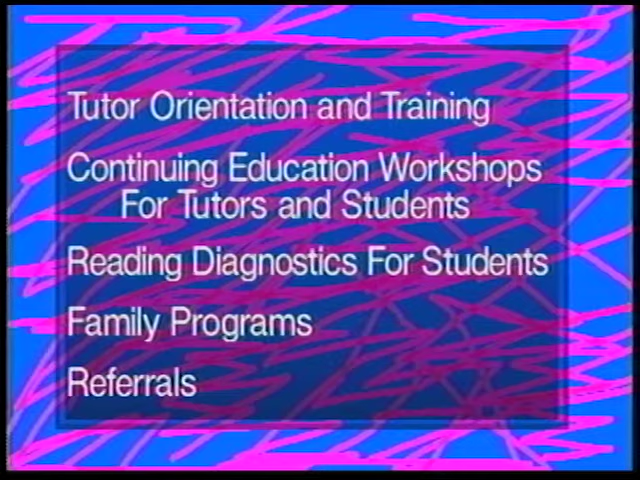 Tutor Orientation and Training
Continuing Education Workshops
For Tutors and Students
Reading Diagnostics For Students
Family Programs
Referrals